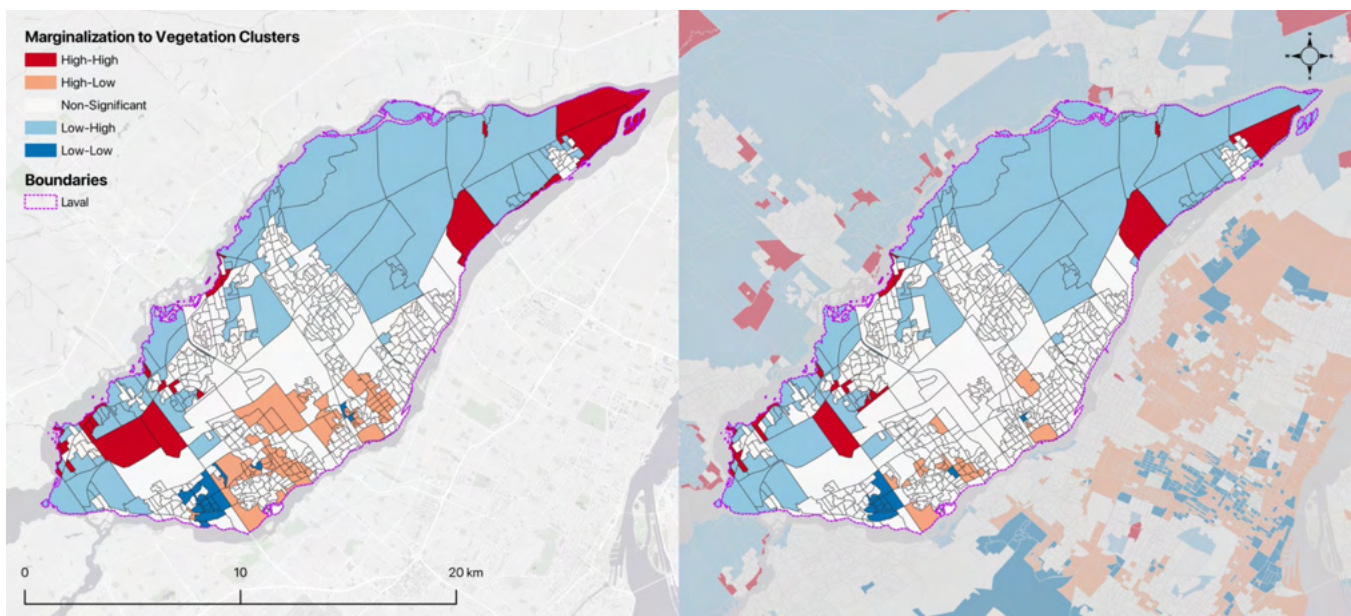 Marginalization to Vegetation Clusters
High-High
High-Low
Non-Significant
Low-High
Low-Low
Boundaries
Laval
0 10 20 km